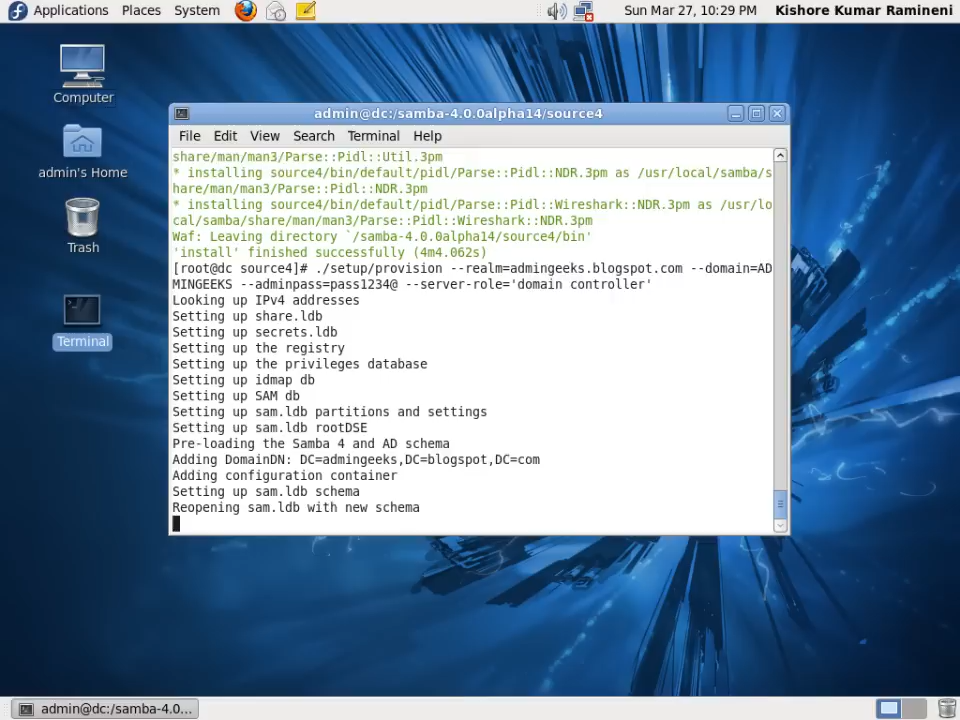 Applications Places System Sun Mar 27, 10:29 PM Kishore Kumar Ramineni
Computer
admin's Home
Trash
Terminal
admin@dc:/samba-4.0.0alpha14/source4
File Edit View Search Terminal Help
share/man/man3/Parse::Pidl::Util.3pm
* installing source4/bin/default/pidl/Parse::Pidl::NDR.3pm as /usr/local/samba/s
hare/man/man3/Parse::Pidl::NDR.3pm
* installing source4/bin/default/pidl/Parse::Pidl::Wireshark::NDR.3pm as /usr/lo
cal/samba/share/man/man3/Parse::Pidl::Wireshark::NDR.3pm
Waf: Leaving directory `/samba-4.0.0alpha14/source4/bin'
'install' finished successfully (4m4.062s)
[root@dc source4]# ./setup/provision --realm=admingeeks.blogspot.com --domain=AD
MINGEEKS --adminpass=pass1234@ --server-role='domain controller'
Looking up IPv4 addresses
Setting up share.ldb
Setting up secrets.ldb
Setting up the registry
Setting up the privileges database
Setting up idmap db
Setting up SAM db
Setting up sam.ldb partitions and settings
Setting up sam.ldb rootDSE
Pre-loading the Samba 4 and AD schema
Adding DomainDN: DC=admingeeks,DC=blogspot,DC=com
Adding configuration container
Setting up sam.ldb schema
Reopening sam.ldb with new schema
admin@dc:/samba-4.0...